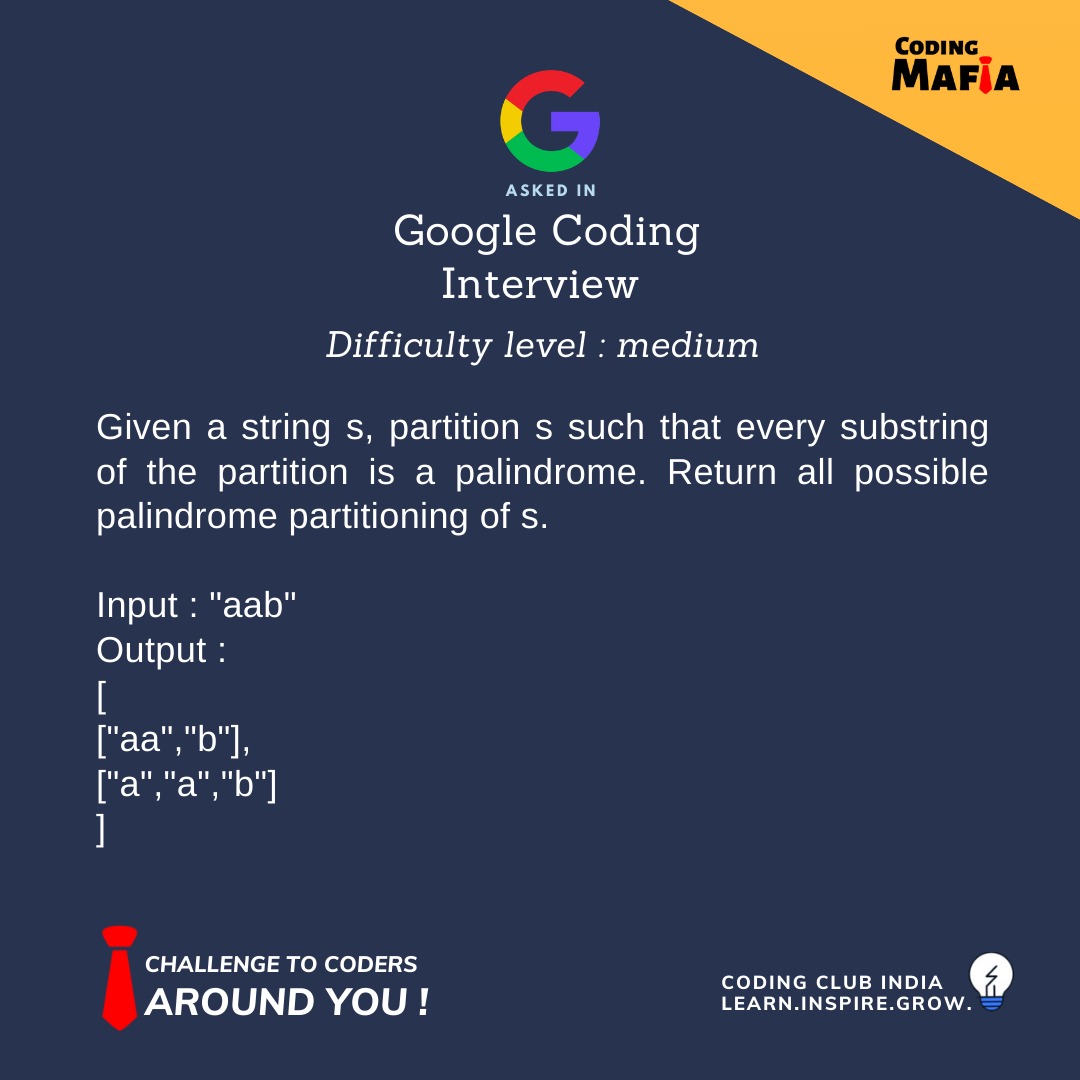 CODING
MAFIA
ASKED IN
Google Coding
Interview
Difficulty level : medium
Given a string s, partition s such that every substring
of the partition is a palindrome. Return all possible
palindrome partitioning of s.
Input : "aab"
Output :
[
["aa","b"],
["a","a","b"]
]
CHALLENGE TO CODERS
AROUND YOU !
CODING CLUB INDIA
LEARN.INSPIRE.GROW.